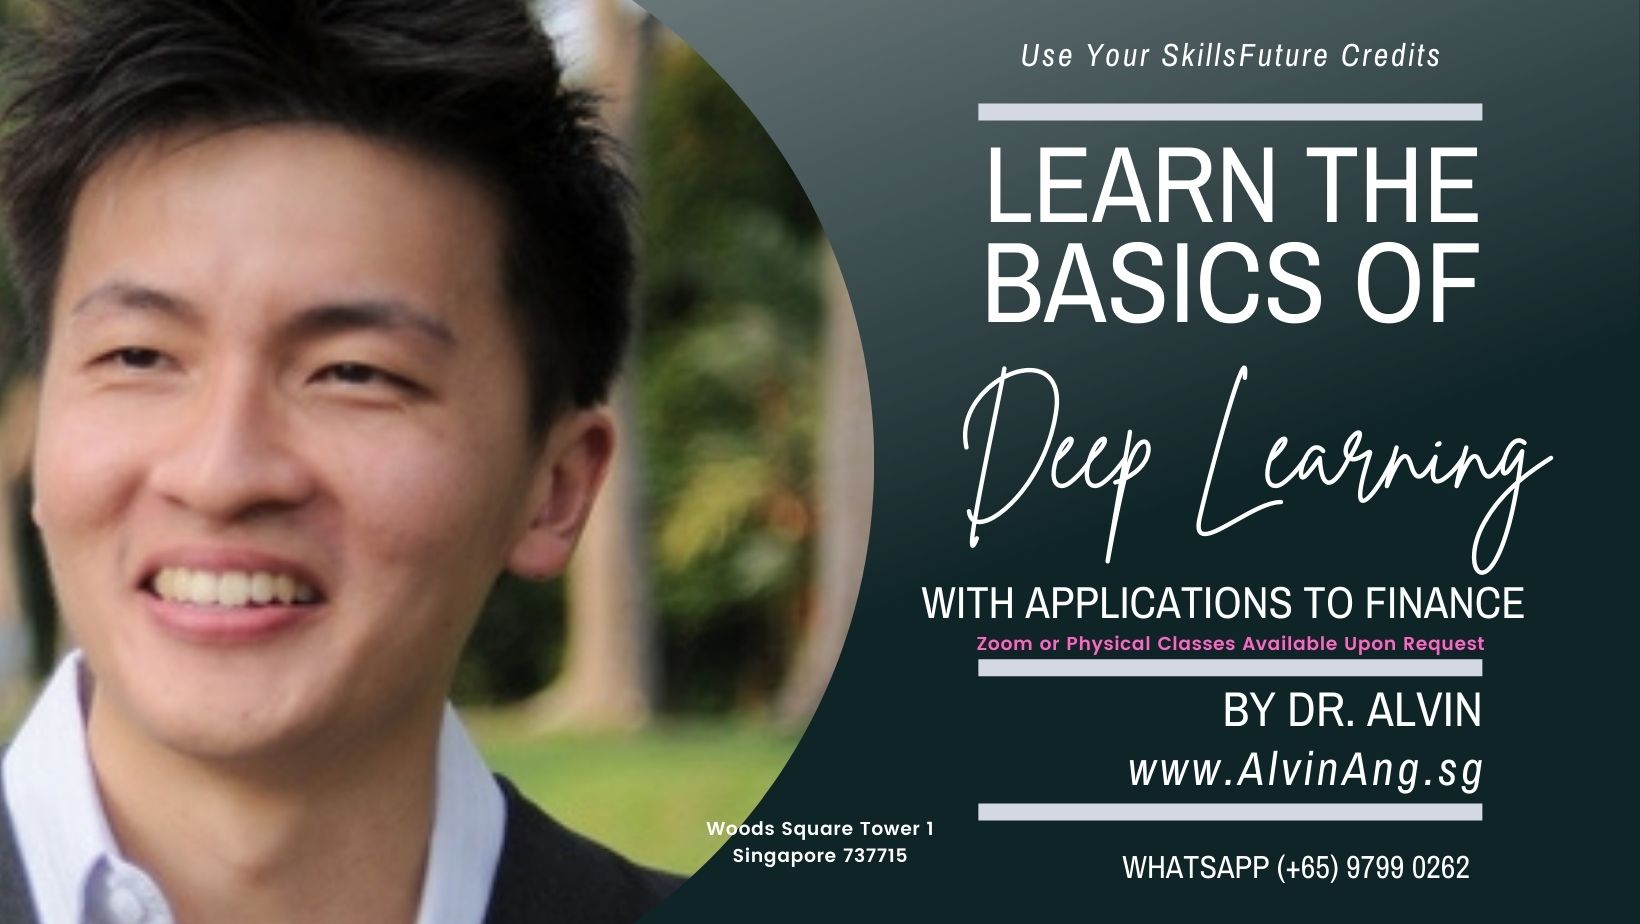 Use Your SkillsFuture Credits
LEARN THE
BASICS OF
Deep Learning
WITH APPLICATIONS TO FINANCE
Zoom or Physical Classes Available Upon Request
BY DR. ALVIN
www.AlvinAng.sg
Woods Square Tower 1
Singapore 737715
WHATSAPP (+65) 9799 0262